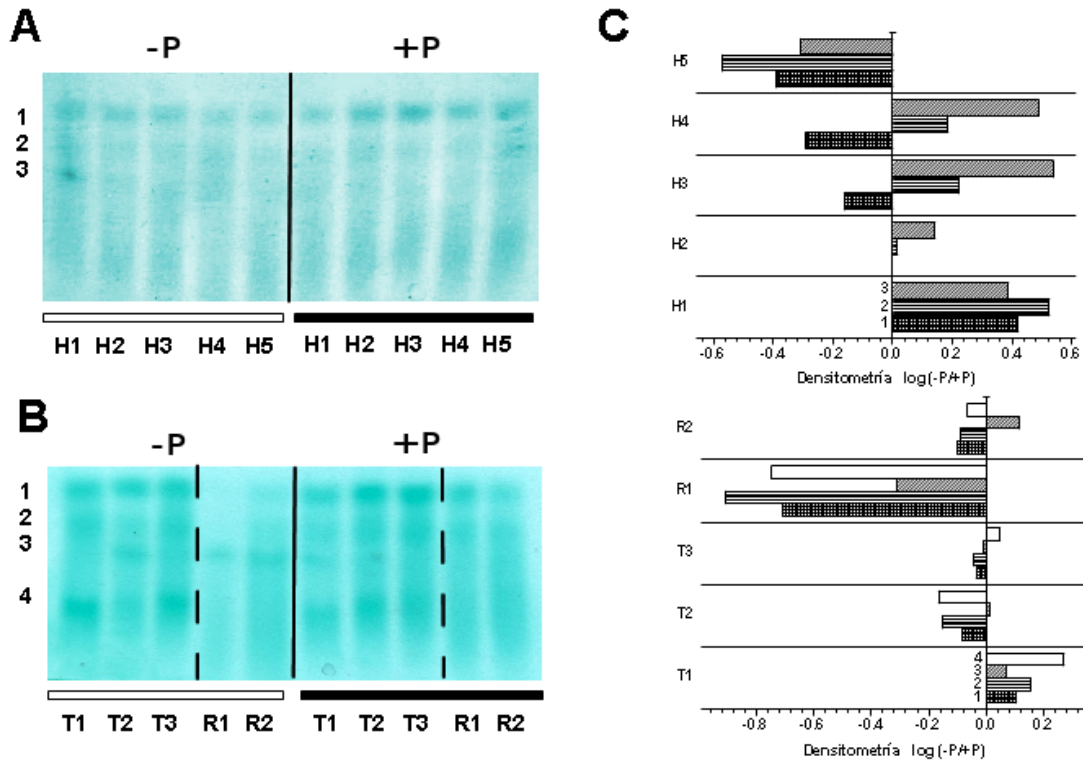 A
-P
+P
1
2
3
H1 H2 H3 H4 H5 H1 H2 H3 H4 H5
B
-P
+P
1
2
3
4
T1 T2 T3 R1 R2 T1 T2 T3 R1 R2
C
H5
H4
H3
H2
H1
3
2
1
-0.6 -0.4 -0.2 0.0 0.2 0.4 0.6
Densitometría log(-P/+P)
R2
R1
T3
T2
T1
4
3
2
1
-0.8 -0.6 -0.4 -0.2 0.0 0.2
Densitometría log(-P/+P)